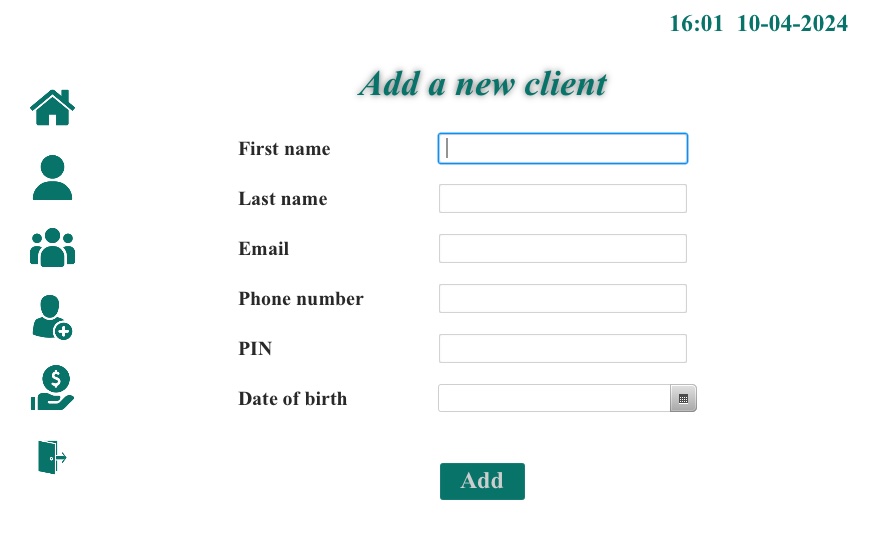 16:01 10-04-2024
Add a new client
First name
Last name
Email
Phone number
PIN
Date of birth
Add